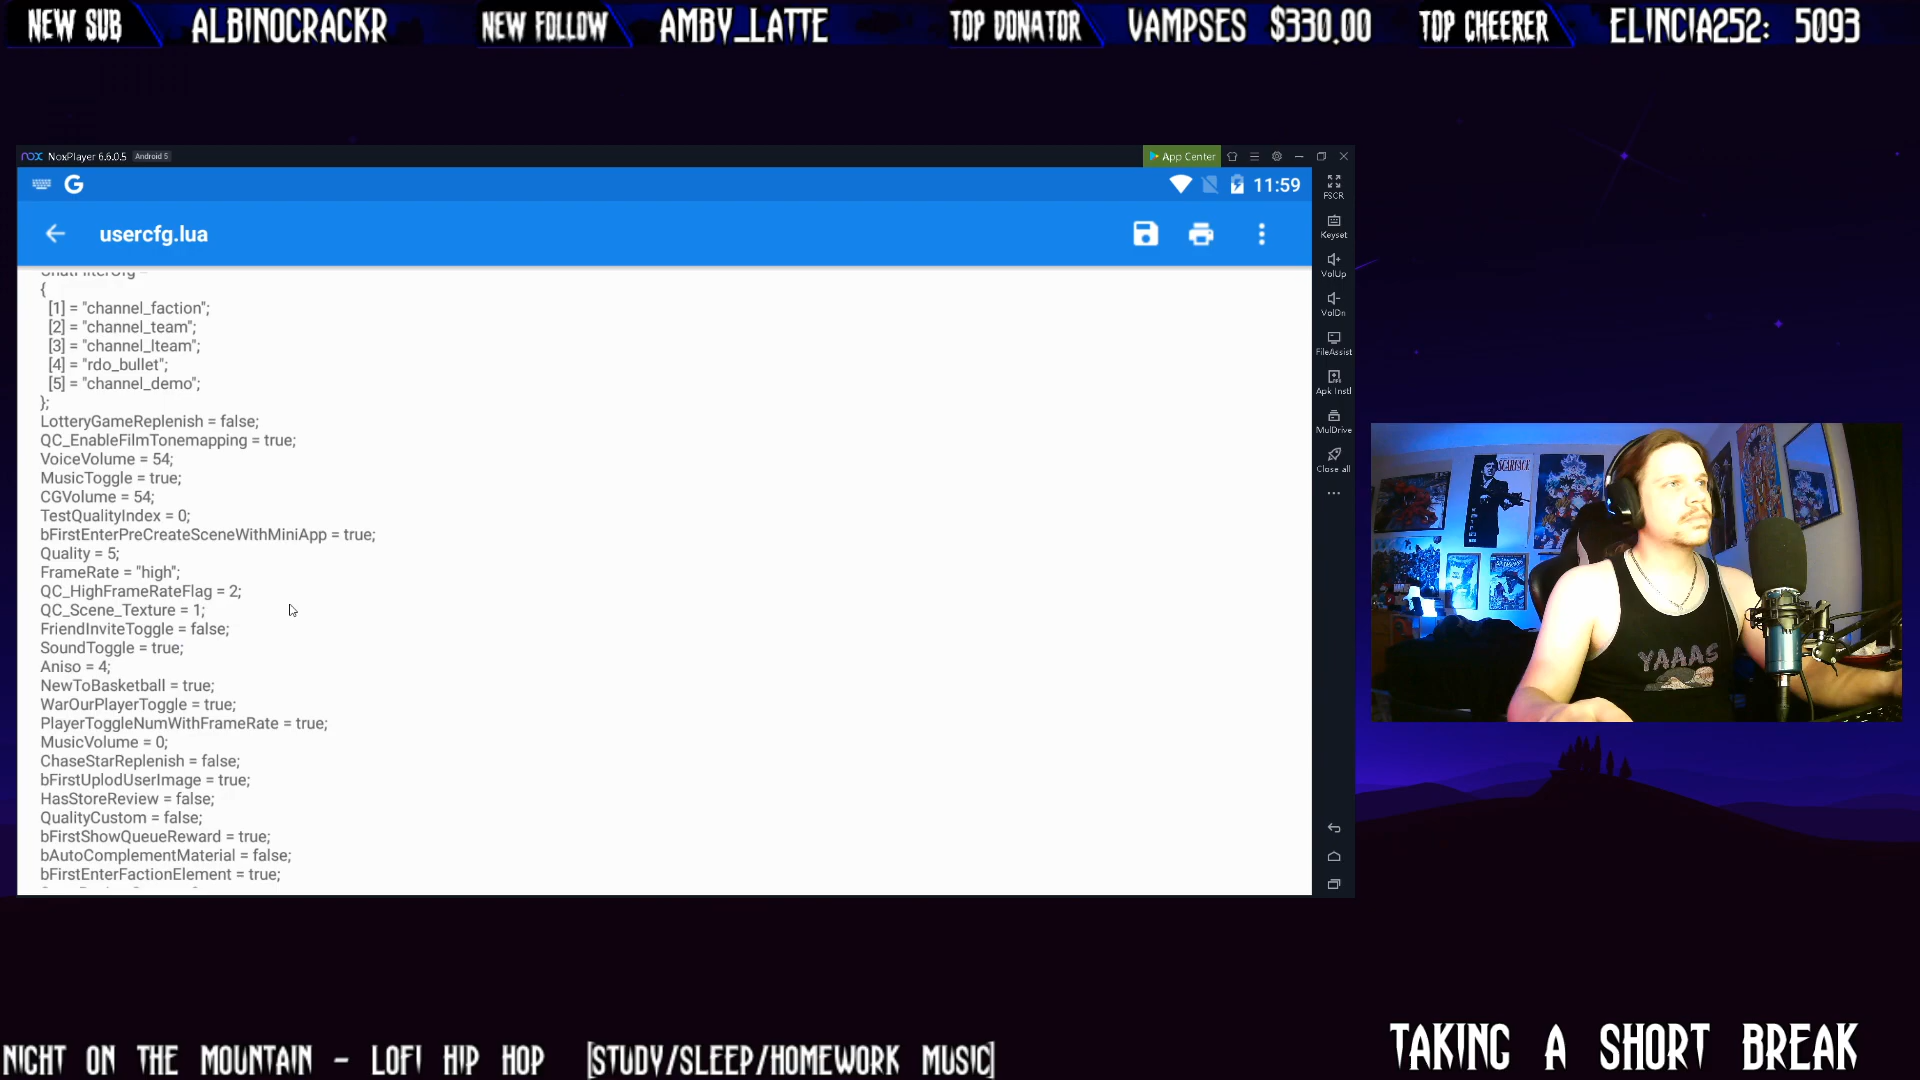 NEW SUB ALBINOCRACKR NEW FOLLOW AMBY_LATTE TOP DONATOR VAMPSES $330.00 TOP CHEERER ELINCIA252: 5093
nox NoxPlayer 6.6.0.5 Android 5 App Center
G 11:59
usercfg.lua
{
[1] = "channel_faction";
[2] = "channel_team";
[3] = "channel_lteam";
[4] = "rdo_bullet";
[5] = "channel_demo";
};
LotteryGameReplenish = false;
QC_EnableFilmTonemapping = true;
VoiceVolume = 54;
MusicToggle = true;
CGVolume = 54;
TestQualityIndex = 0;
bFirstEnterPreCreateSceneWithMiniApp = true;
Quality = 5;
FrameRate = "high";
QC_HighFrameRateFlag = 2;
QC_Scene_Texture = 1;
FriendInviteToggle = false;
SoundToggle = true;
Aniso = 4;
NewToBasketball = true;
WarOurPlayerToggle = true;
PlayerToggleNumWithFrameRate = true;
MusicVolume = 0;
ChaseStarReplenish = false;
bFirstUplodUserImage = true;
HasStoreReview = false;
QualityCustom = false;
bFirstShowQueueReward = true;
bAutoComplementMaterial = false;
bFirstEnterFactionElement = true;
FSCR
Keyset
VolUp
VolDn
FileAssist
Apk Instl
MulDrive
Close all
SCARFACE
YAAAS
NIGHT ON THE MOUNTAIN - LOFI HIP HOP [STUDY/SLEEP/HOMEWORK MUSIC]
TAKING A SHORT BREAK